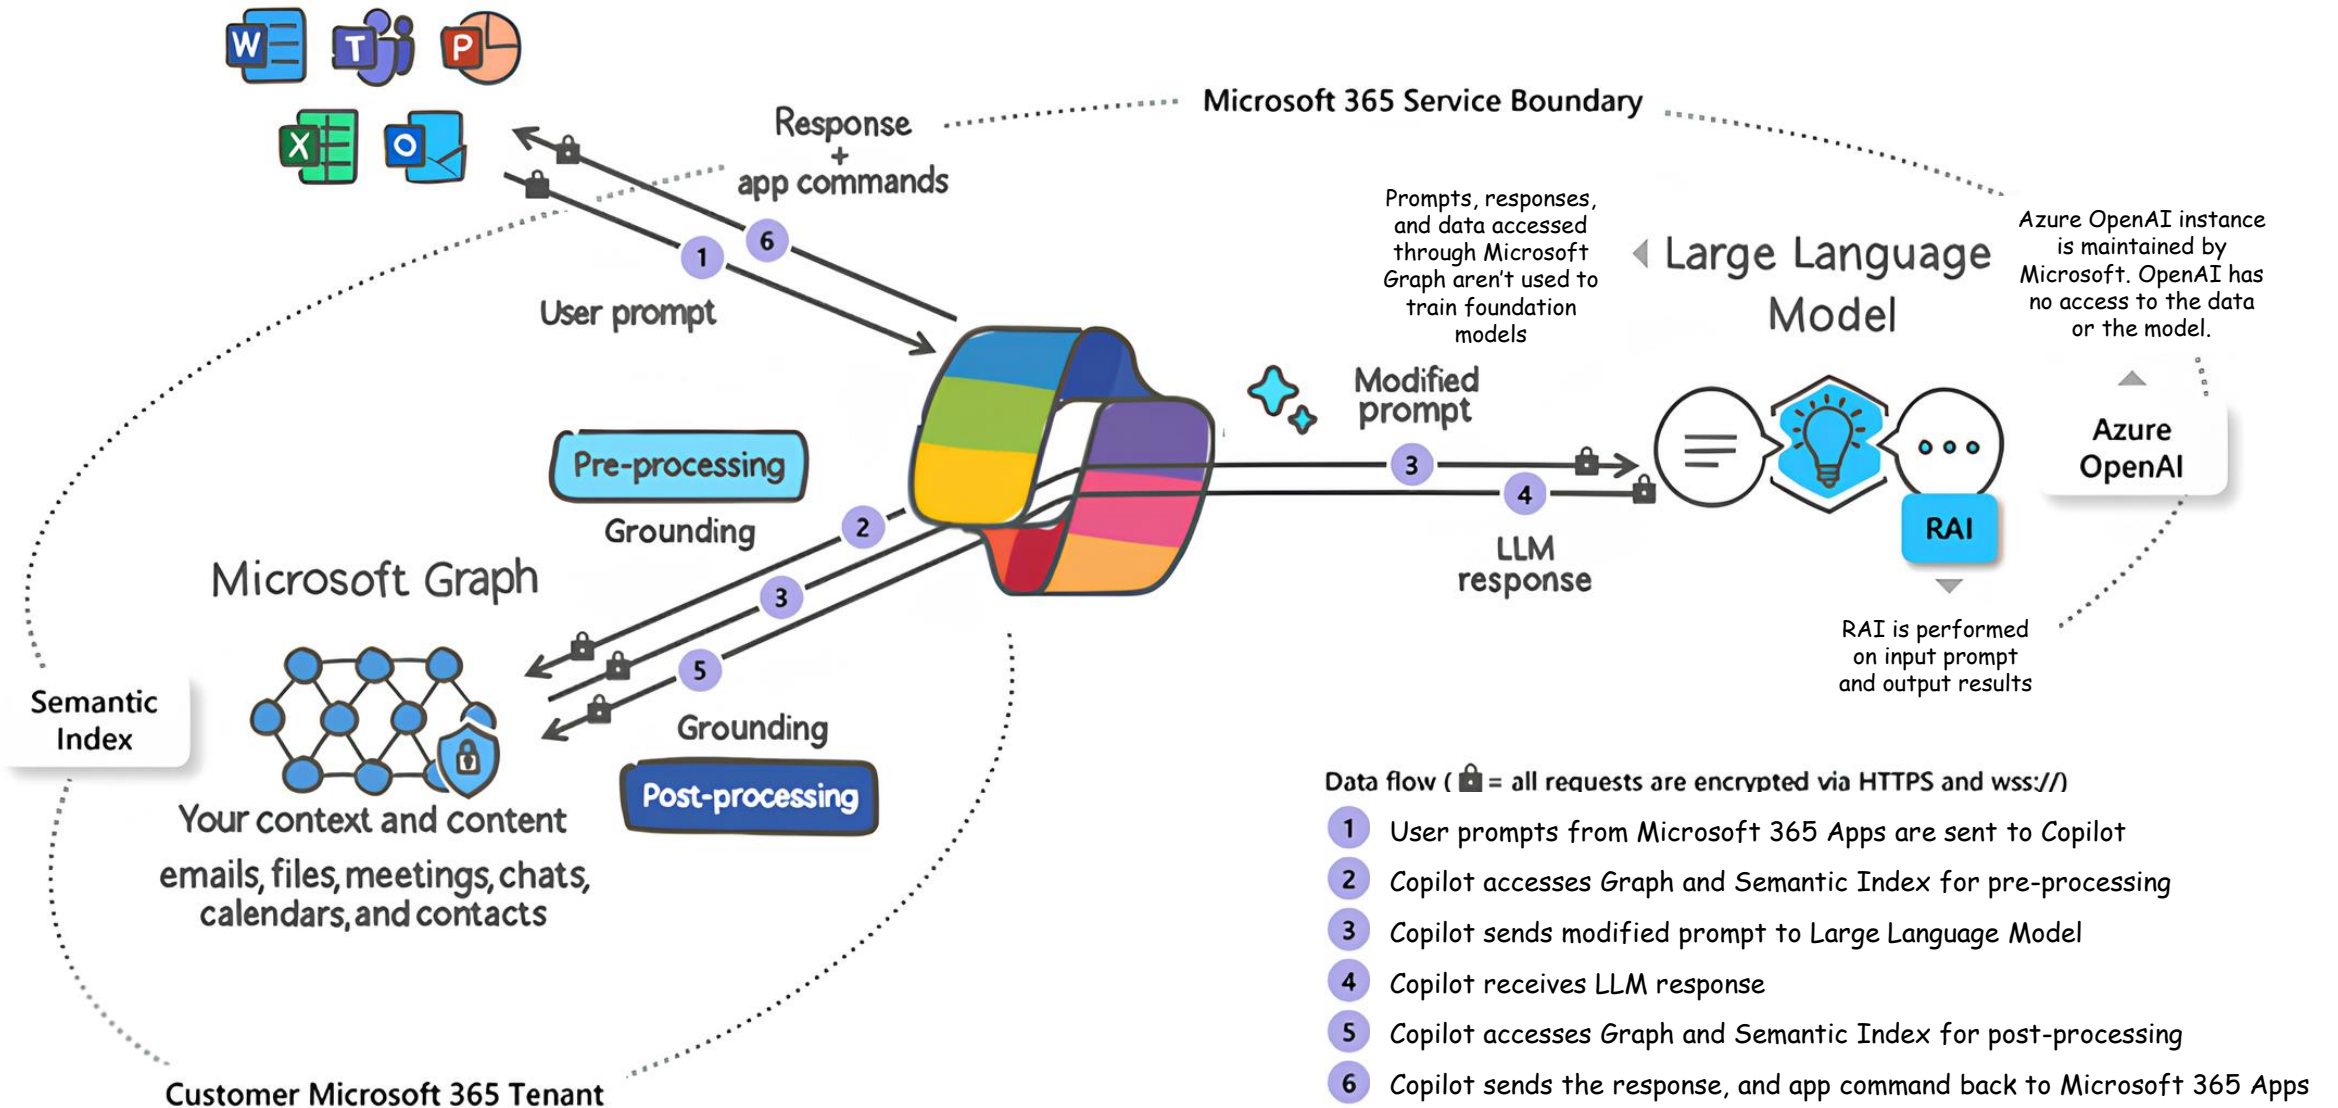 W
T
P
X
O
Response
+
app commands
Microsoft 365 Service Boundary
1
6
User prompt
Prompts, responses,
and data accessed
through Microsoft
Graph aren't used to
train foundation
models
Large Language
Model
Azure OpenAI instance
is maintained by
Microsoft. OpenAI has
no access to the data
or the model.
Modified
prompt
3
4
LLM
response
Azure
OpenAI
RAI
RAI is performed
on input prompt
and output results
Pre-processing
Grounding
2
3
5
Microsoft Graph
Semantic
Index
Grounding
Post-processing
Your context and content
emails, files, meetings, chats,
calendars, and contacts
Customer Microsoft 365 Tenant
Data flow ( = all requests are encrypted via HTTPS and wss://)
1 User prompts from Microsoft 365 Apps are sent to Copilot
2 Copilot accesses Graph and Semantic Index for pre-processing
3 Copilot sends modified prompt to Large Language Model
4 Copilot receives LLM response
5 Copilot accesses Graph and Semantic Index for post-processing
6 Copilot sends the response, and app command back to Microsoft 365 Apps